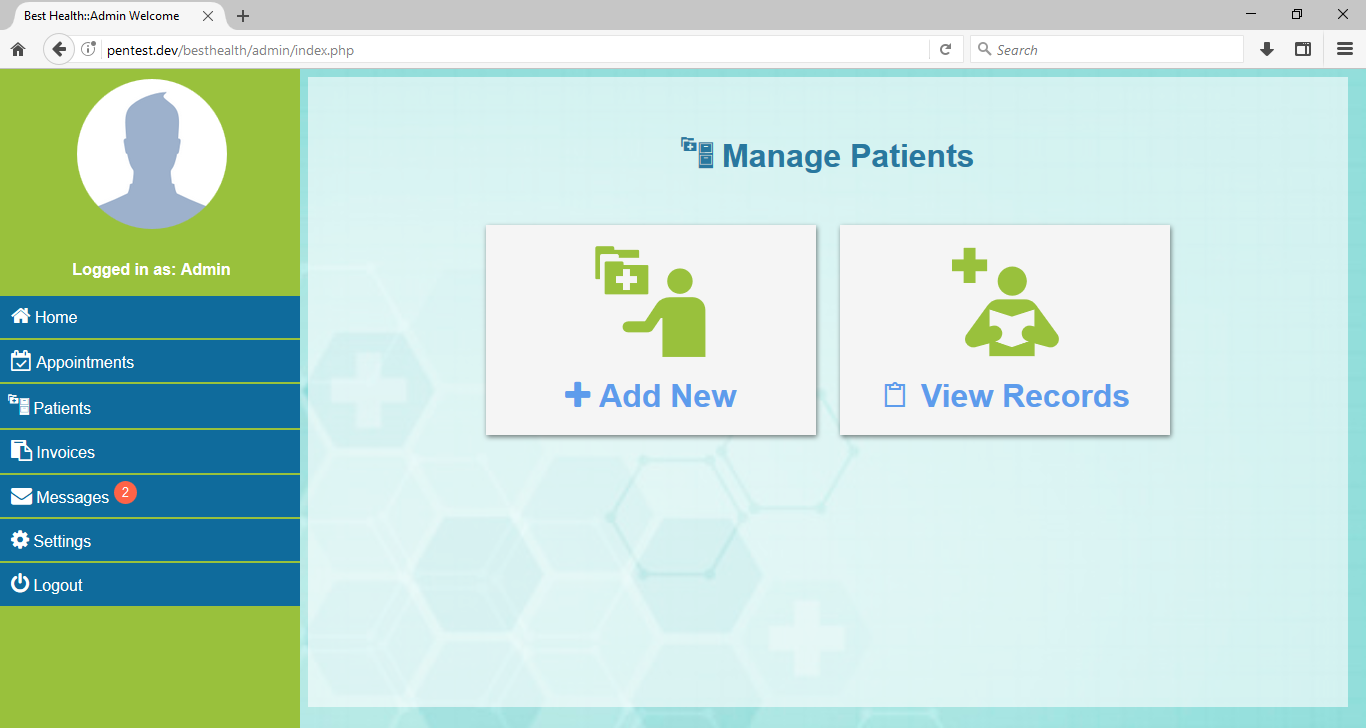 Best Health::Admin Welcome
pentest.dev/besthealth/admin/index.php
Search
Logged in as: Admin
Home
Appointments
Patients
Invoices
Messages 2
Settings
Logout
Manage Patients
Add New
View Records